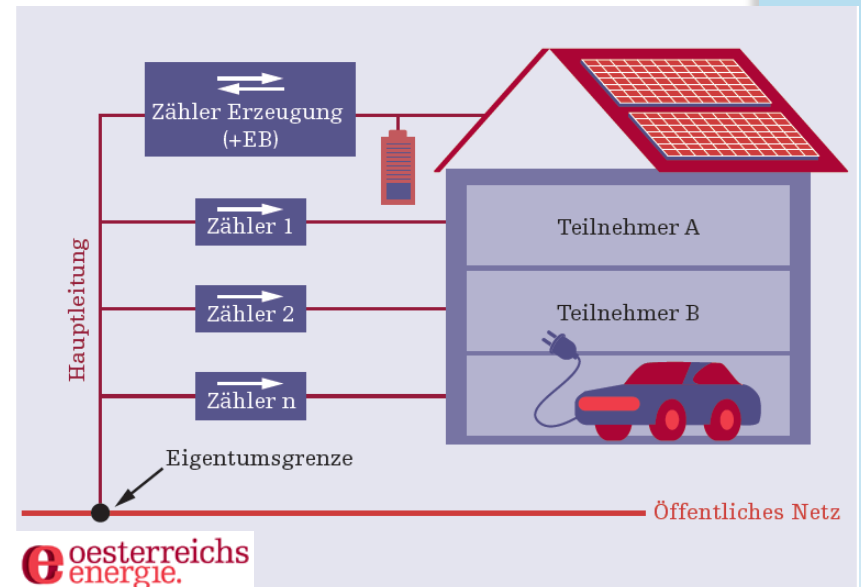 Zähler Erzeugung
(+EB)
Zähler 1
Teilnehmer A
Hauptleitung
Zähler 2
Teilnehmer B
Zähler n
Eigentumsgrenze
Öffentliches Netz
oesterreichs
energie.